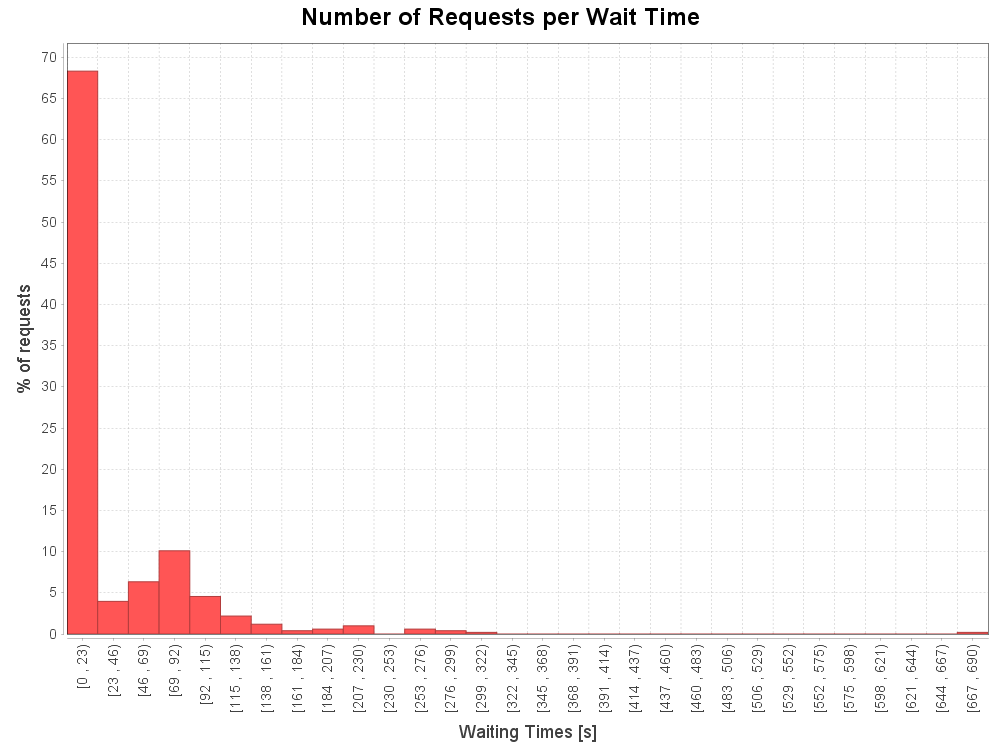 Number of Requests per Wait Time
% of requests
70
65
60
55
50
45
40
35
30
25
20
15
10
5
0
[0 , 23)
[23 , 46)
[46 , 69)
[69 , 92)
[92 , 115)
[115 , 138)
[138 , 161)
[161 , 184)
[184 , 207)
[207 , 230)
[230 , 253)
[253 , 276)
[276 , 299)
[299 , 322)
[322 , 345)
[345 , 368)
[368 , 391)
[391 , 414)
[414 , 437)
[437 , 460)
[460 , 483)
[483 , 506)
[506 , 529)
[529 , 552)
[552 , 575)
[575 , 598)
[598 , 621)
[621 , 644)
[644 , 667)
[667 , 690)
Waiting Times [s]